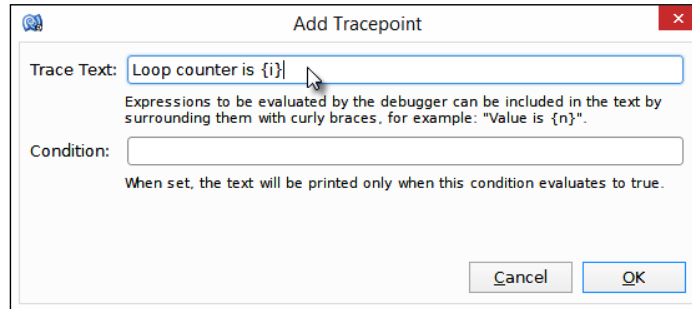 Add Tracepoint
Trace Text: Loop counter is {i}
Expressions to be evaluated by the debugger can be included in the text by
surrounding them with curly braces, for example: "Value is {n}".
Condition:
When set, the text will be printed only when this condition evaluates to true.
Cancel OK